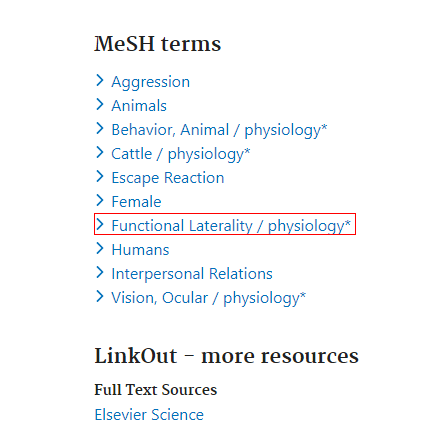 MeSH terms
Aggression
Animals
Behavior, Animal / physiology*
Cattle / physiology*
Escape Reaction
Female
Functional Laterality / physiology*
Humans
Interpersonal Relations
Vision, Ocular / physiology*
LinkOut - more resources
Full Text Sources
Elsevier Science